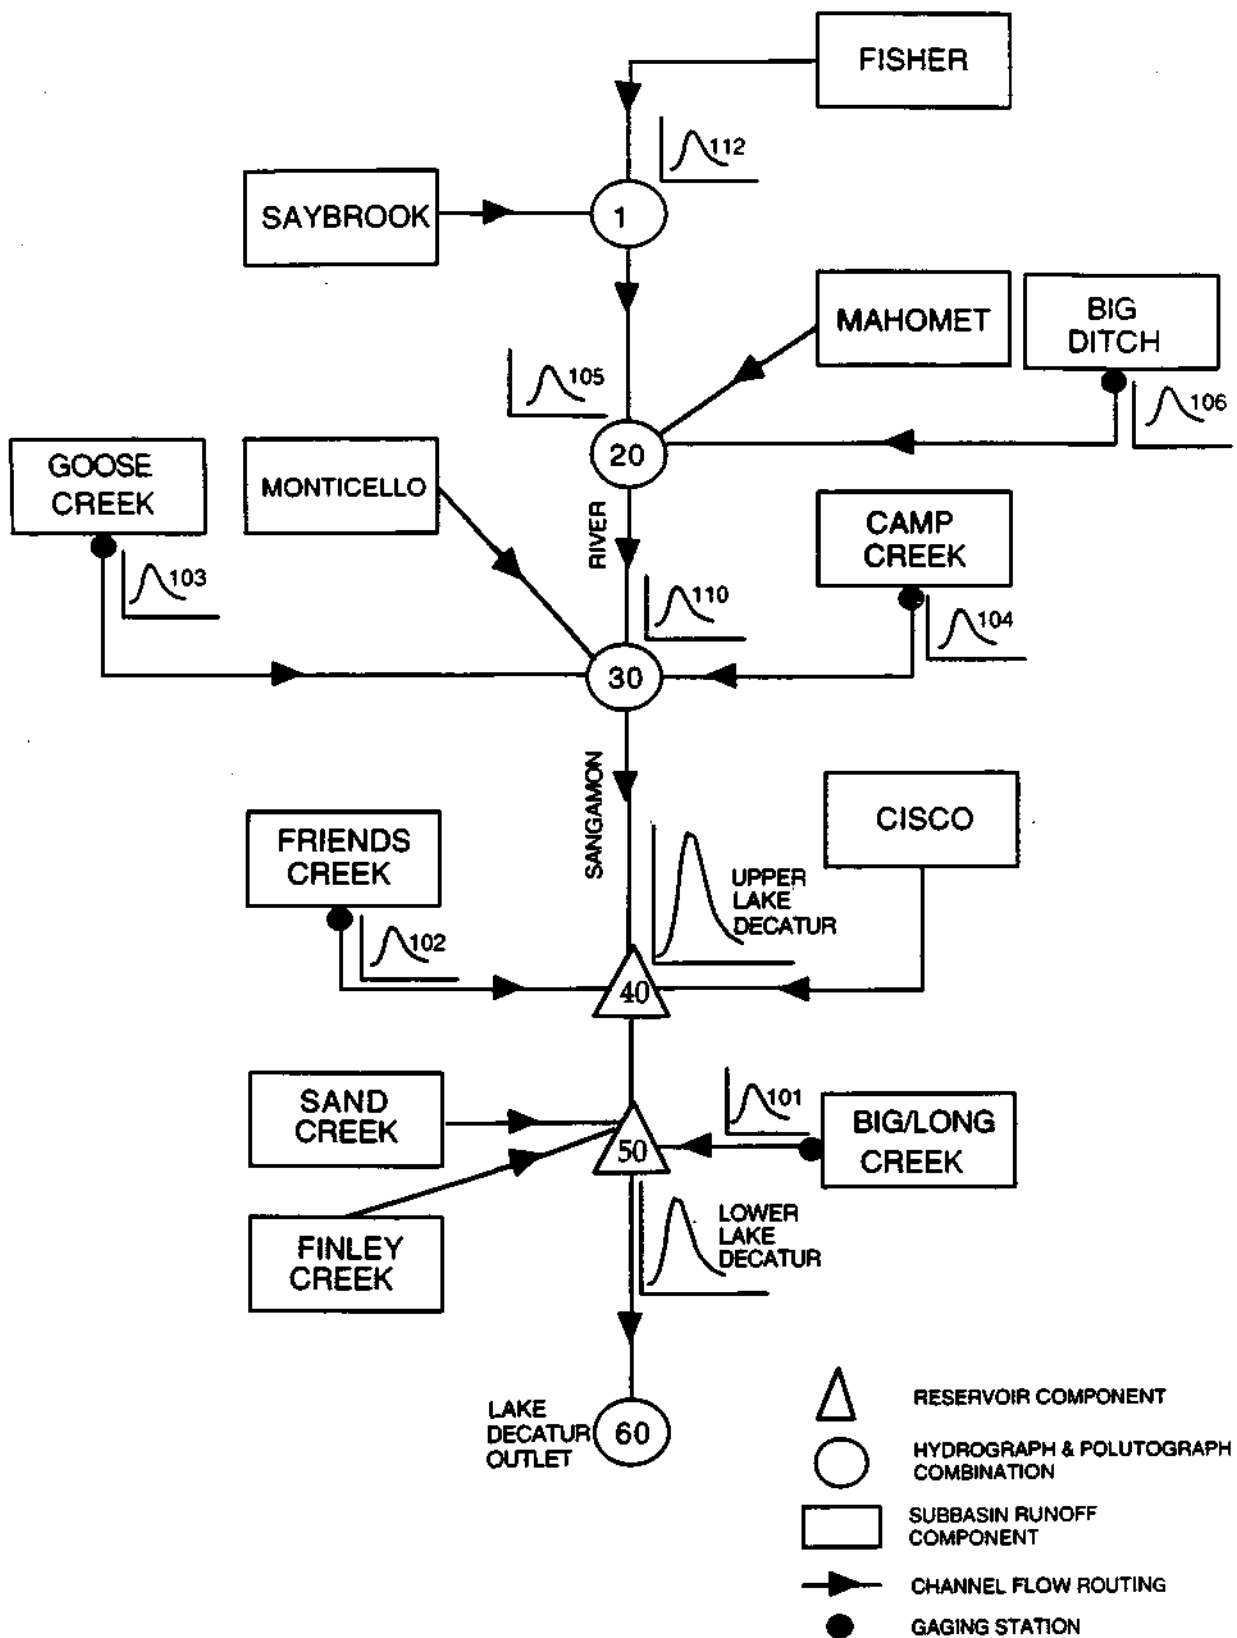 FISHER
112
SAYBROOK
1
MAHOMET
BIG
DITCH
105
106
20
GOOSE
CREEK
MONTICELLO
RIVER
CAMP
CREEK
103
110
104
30
SANGAMON
CISCO
FRIENDS
CREEK
UPPER
LAKE
DECATUR
102
40
SAND
CREEK
101
BIG/LONG
CREEK
50
FINLEY
CREEK
LOWER
LAKE
DECATUR
LAKE
DECATUR
OUTLET
60
RESERVOIR COMPONENT
HYDROGRAPH & POLUTOGRAPH
COMBINATION
SUBBASIN RUNOFF
COMPONENT
CHANNEL FLOW ROUTING
GAGING STATION